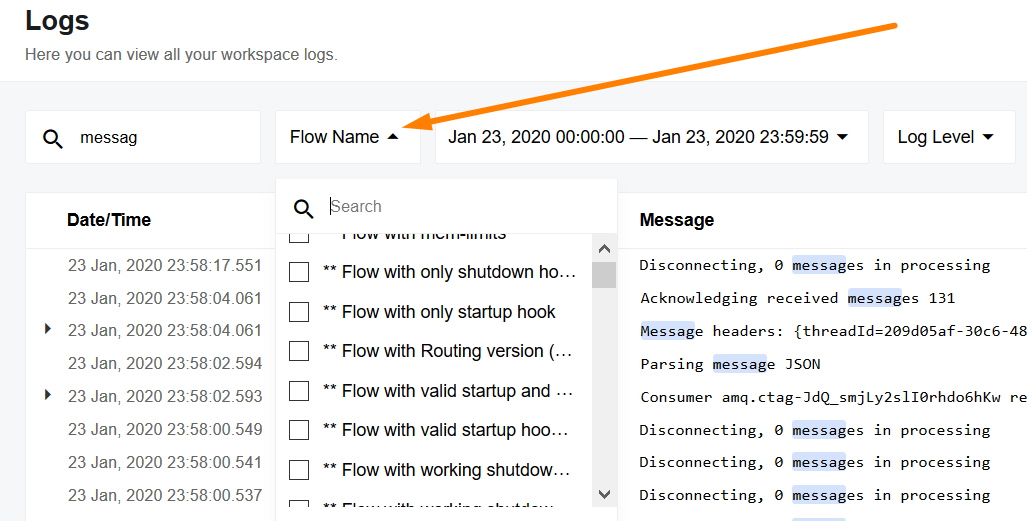 Logs
Here you can view all your workspace logs.
messag
Flow Name
Jan 23, 2020 00:00:00 — Jan 23, 2020 23:59:59
Log Level
Search
** Flow with mem-limits
** Flow with only shutdown ho…
** Flow with only startup hook
** Flow with Routing version (…
** Flow with valid startup and …
** Flow with valid startup hoo…
** Flow with working shutdow…
** Flow with working shutdow…
Date/Time
23 Jan, 2020 23:58:17.551
23 Jan, 2020 23:58:04.061
23 Jan, 2020 23:58:04.061
23 Jan, 2020 23:58:02.594
23 Jan, 2020 23:58:02.593
23 Jan, 2020 23:58:00.549
23 Jan, 2020 23:58:00.541
23 Jan, 2020 23:58:00.537
Message
Disconnecting, 0 messages in processing
Acknowledging received messages 131
Message headers: {threadId=209d05af-30c6-48
Parsing message JSON
Consumer amq.ctag-JdQ_smjLy2slI0rhdo6hKw re
Disconnecting, 0 messages in processing
Disconnecting, 0 messages in processing
Disconnecting, 0 messages in processing